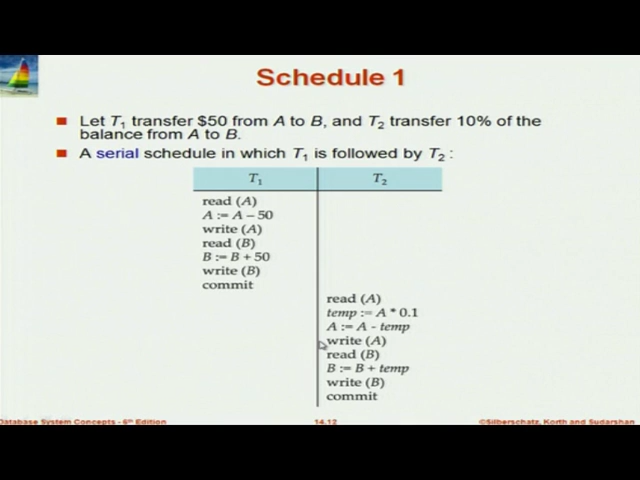 Schedule 1
Let T1 transfer $50 from A to B, and T2 transfer 10% of the
balance from A to B.
A serial schedule in which T1 is followed by T2 :
T1 T2
read (A)
A := A – 50
write (A)
read (B)
B := B + 50
write (B)
commit
read (A)
temp := A * 0.1
A := A - temp
write (A)
read (B)
B := B + temp
write (B)
commit
Database System Concepts - 6th Edition 14.12 ©Silberschatz, Korth and Sudarshan